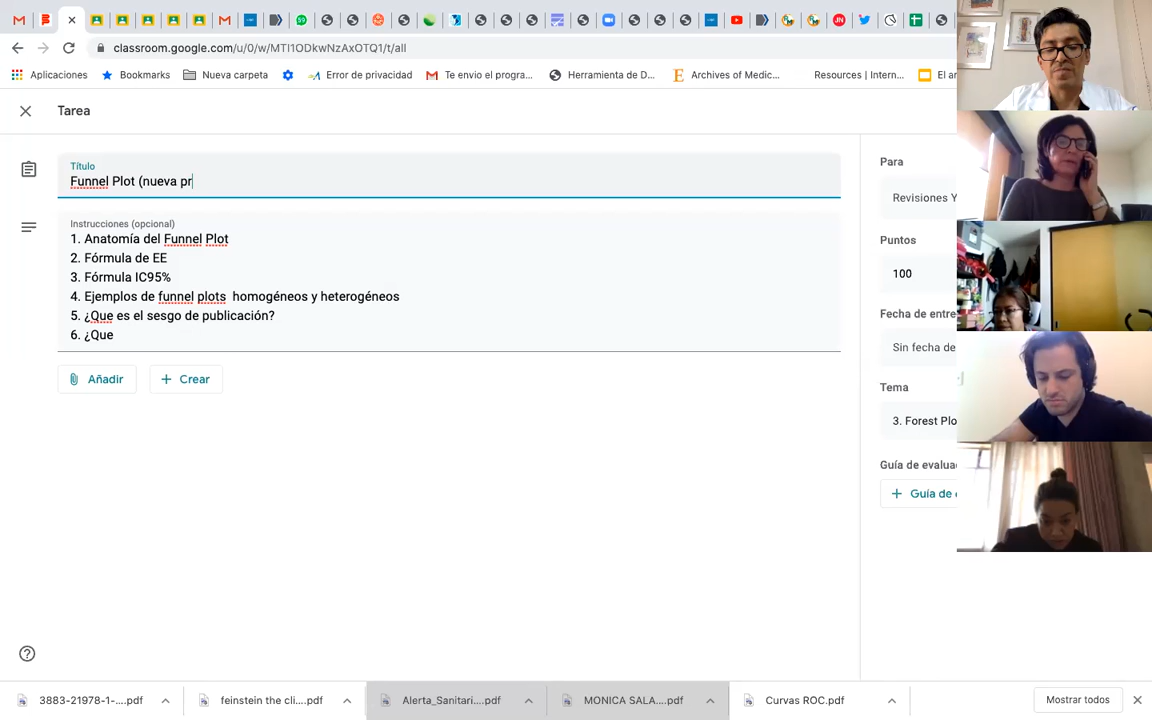 classroom.google.com/u/0/w/MTI1ODkwNzAxOTQ1/t/all
Aplicaciones
Bookmarks
Nueva carpeta
Error de privacidad
Te envio el progra...
Herramienta de D...
Archives of Medic...
Resources | Intern...
El ar
Tarea
Título
Funnel Plot (nueva pr
Instrucciones (opcional)
1. Anatomía del Funnel Plot
2. Fórmula de EE
3. Fórmula IC95%
4. Ejemplos de funnel plots homogéneos y heterogéneos
5. ¿Que es el sesgo de publicación?
6. ¿Que
Añadir
Crear
Para
Revisiones Y
Puntos
100
Fecha de entre
Sin fecha de
Tema
3. Forest Plo
Guía de evalua
Guía de e
3883-21978-1-....pdf
feinstein the cli....pdf
Alerta_Sanitari....pdf
MONICA SALA....pdf
Curvas ROC.pdf
Mostrar todos